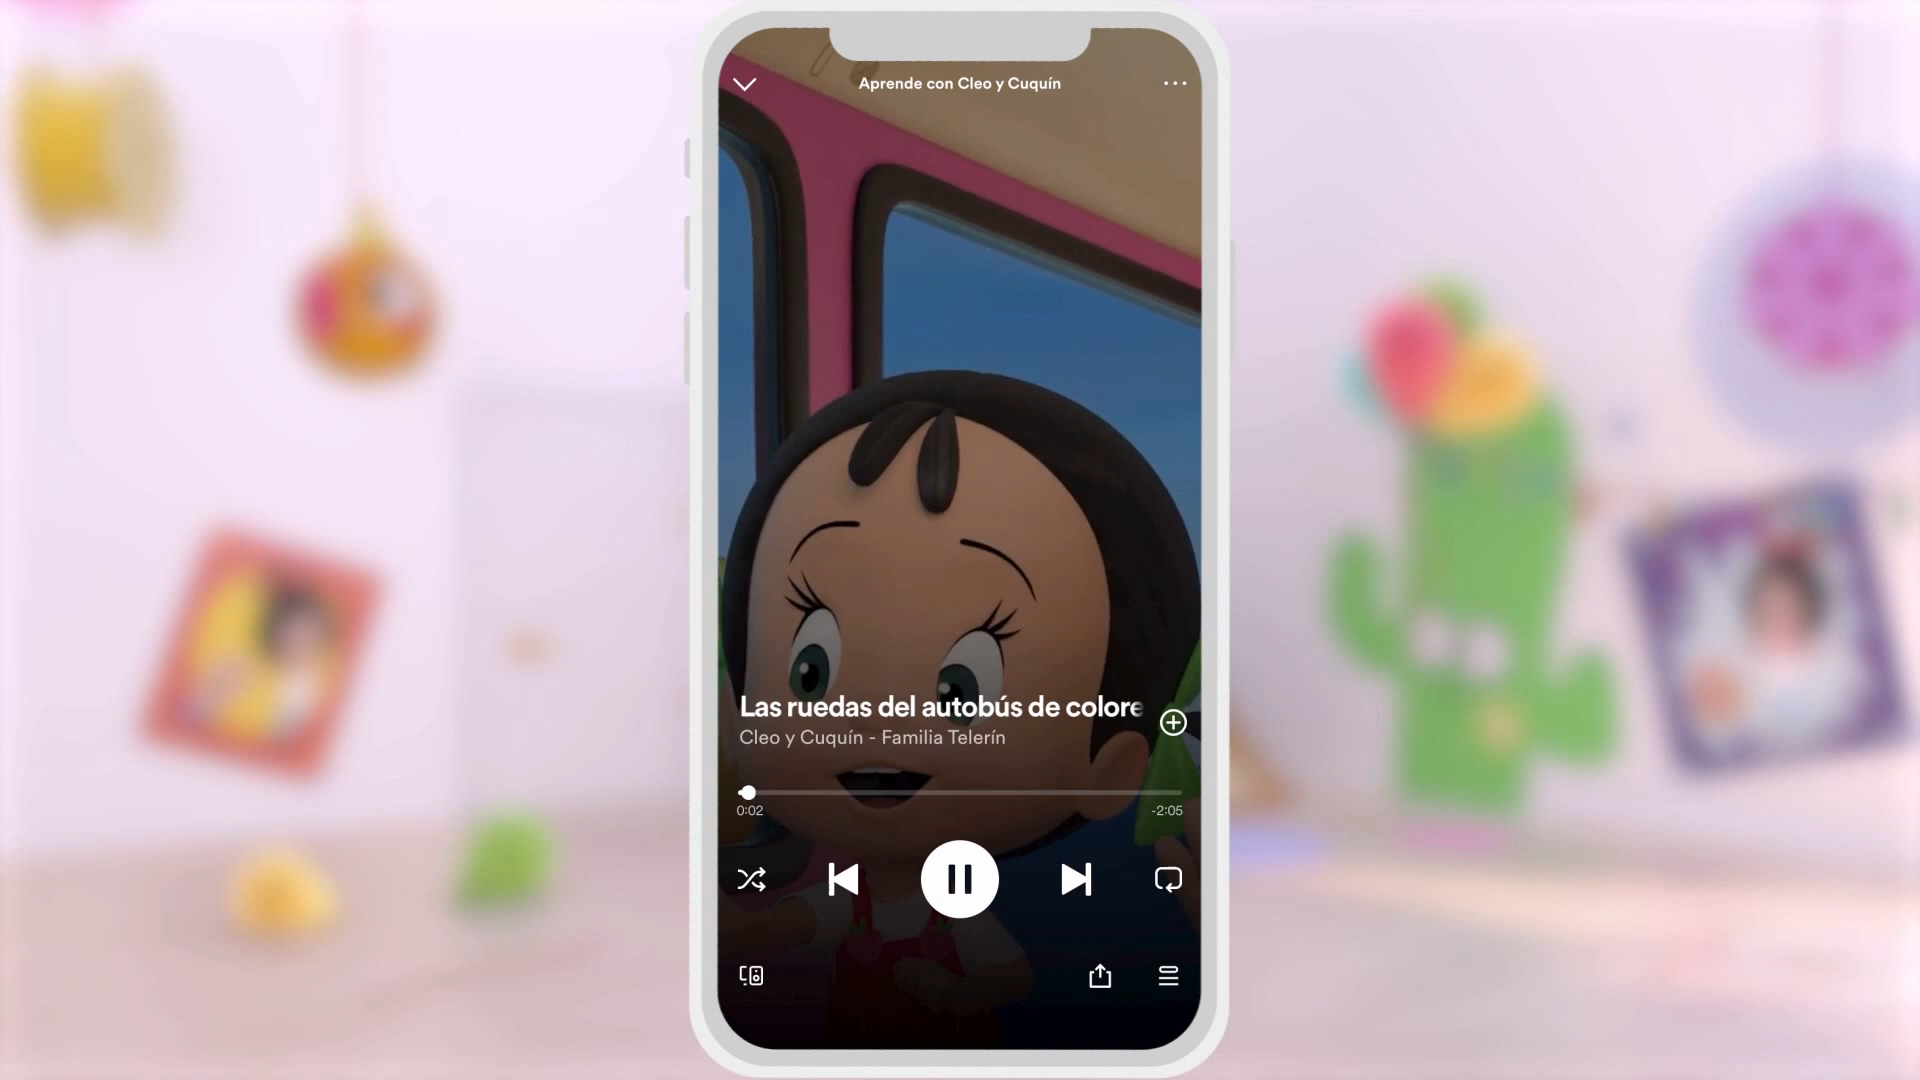 Aprende con Cleo y Cuquín
Las ruedas del autobús de colore
Cleo y Cuquín - Familia Telerín
0:02
-2:05